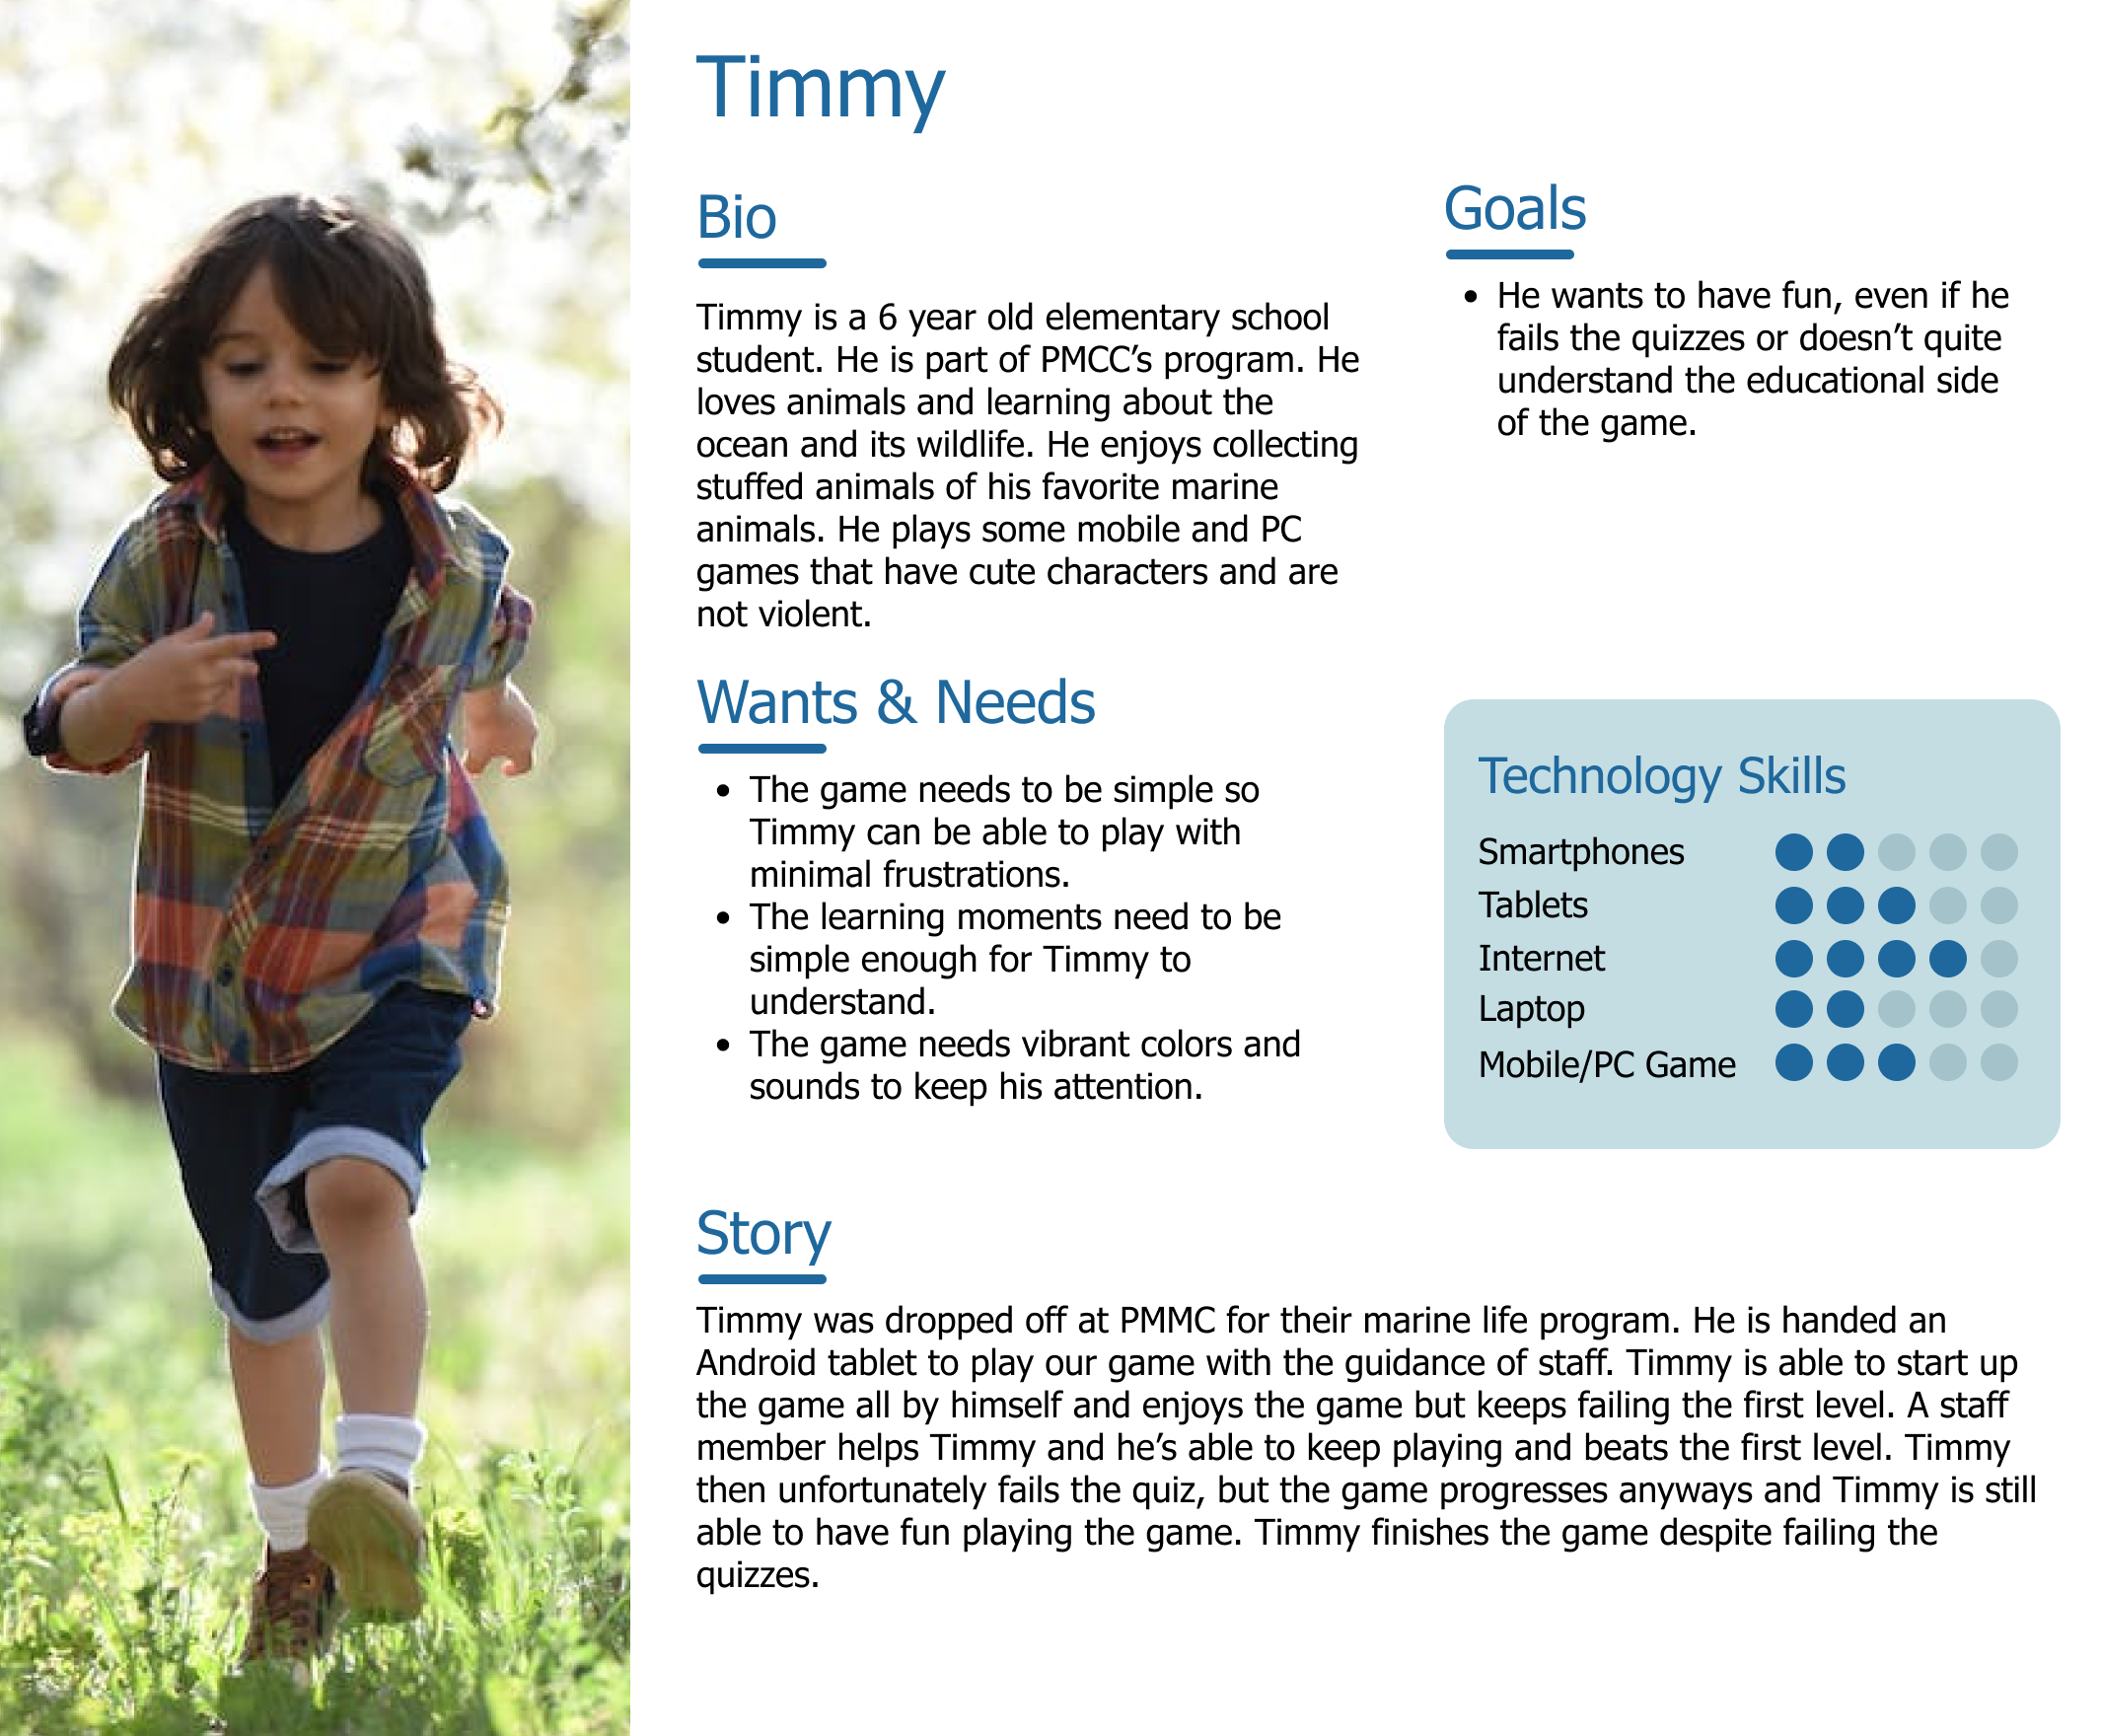 Timmy
Bio
Timmy is a 6 year old elementary school
student. He is part of PMCC’s program. He
loves animals and learning about the
ocean and its wildlife. He enjoys collecting
stuffed animals of his favorite marine
animals. He plays some mobile and PC
games that have cute characters and are
not violent.
Goals
• He wants to have fun, even if he
fails the quizzes or doesn’t quite
understand the educational side
of the game.
Wants & Needs
• The game needs to be simple so
Timmy can be able to play with
minimal frustrations.
• The learning moments need to be
simple enough for Timmy to
understand.
• The game needs vibrant colors and
sounds to keep his attention.
Technology Skills
Smartphones
Tablets
Internet
Laptop
Mobile/PC Game
Story
Timmy was dropped off at PMMC for their marine life program. He is handed an
Android tablet to play our game with the guidance of staff. Timmy is able to start up
the game all by himself and enjoys the game but keeps failing the first level. A staff
member helps Timmy and he’s able to keep playing and beats the first level. Timmy
then unfortunately fails the quiz, but the game progresses anyways and Timmy is still
able to have fun playing the game. Timmy finishes the game despite failing the
quizzes.